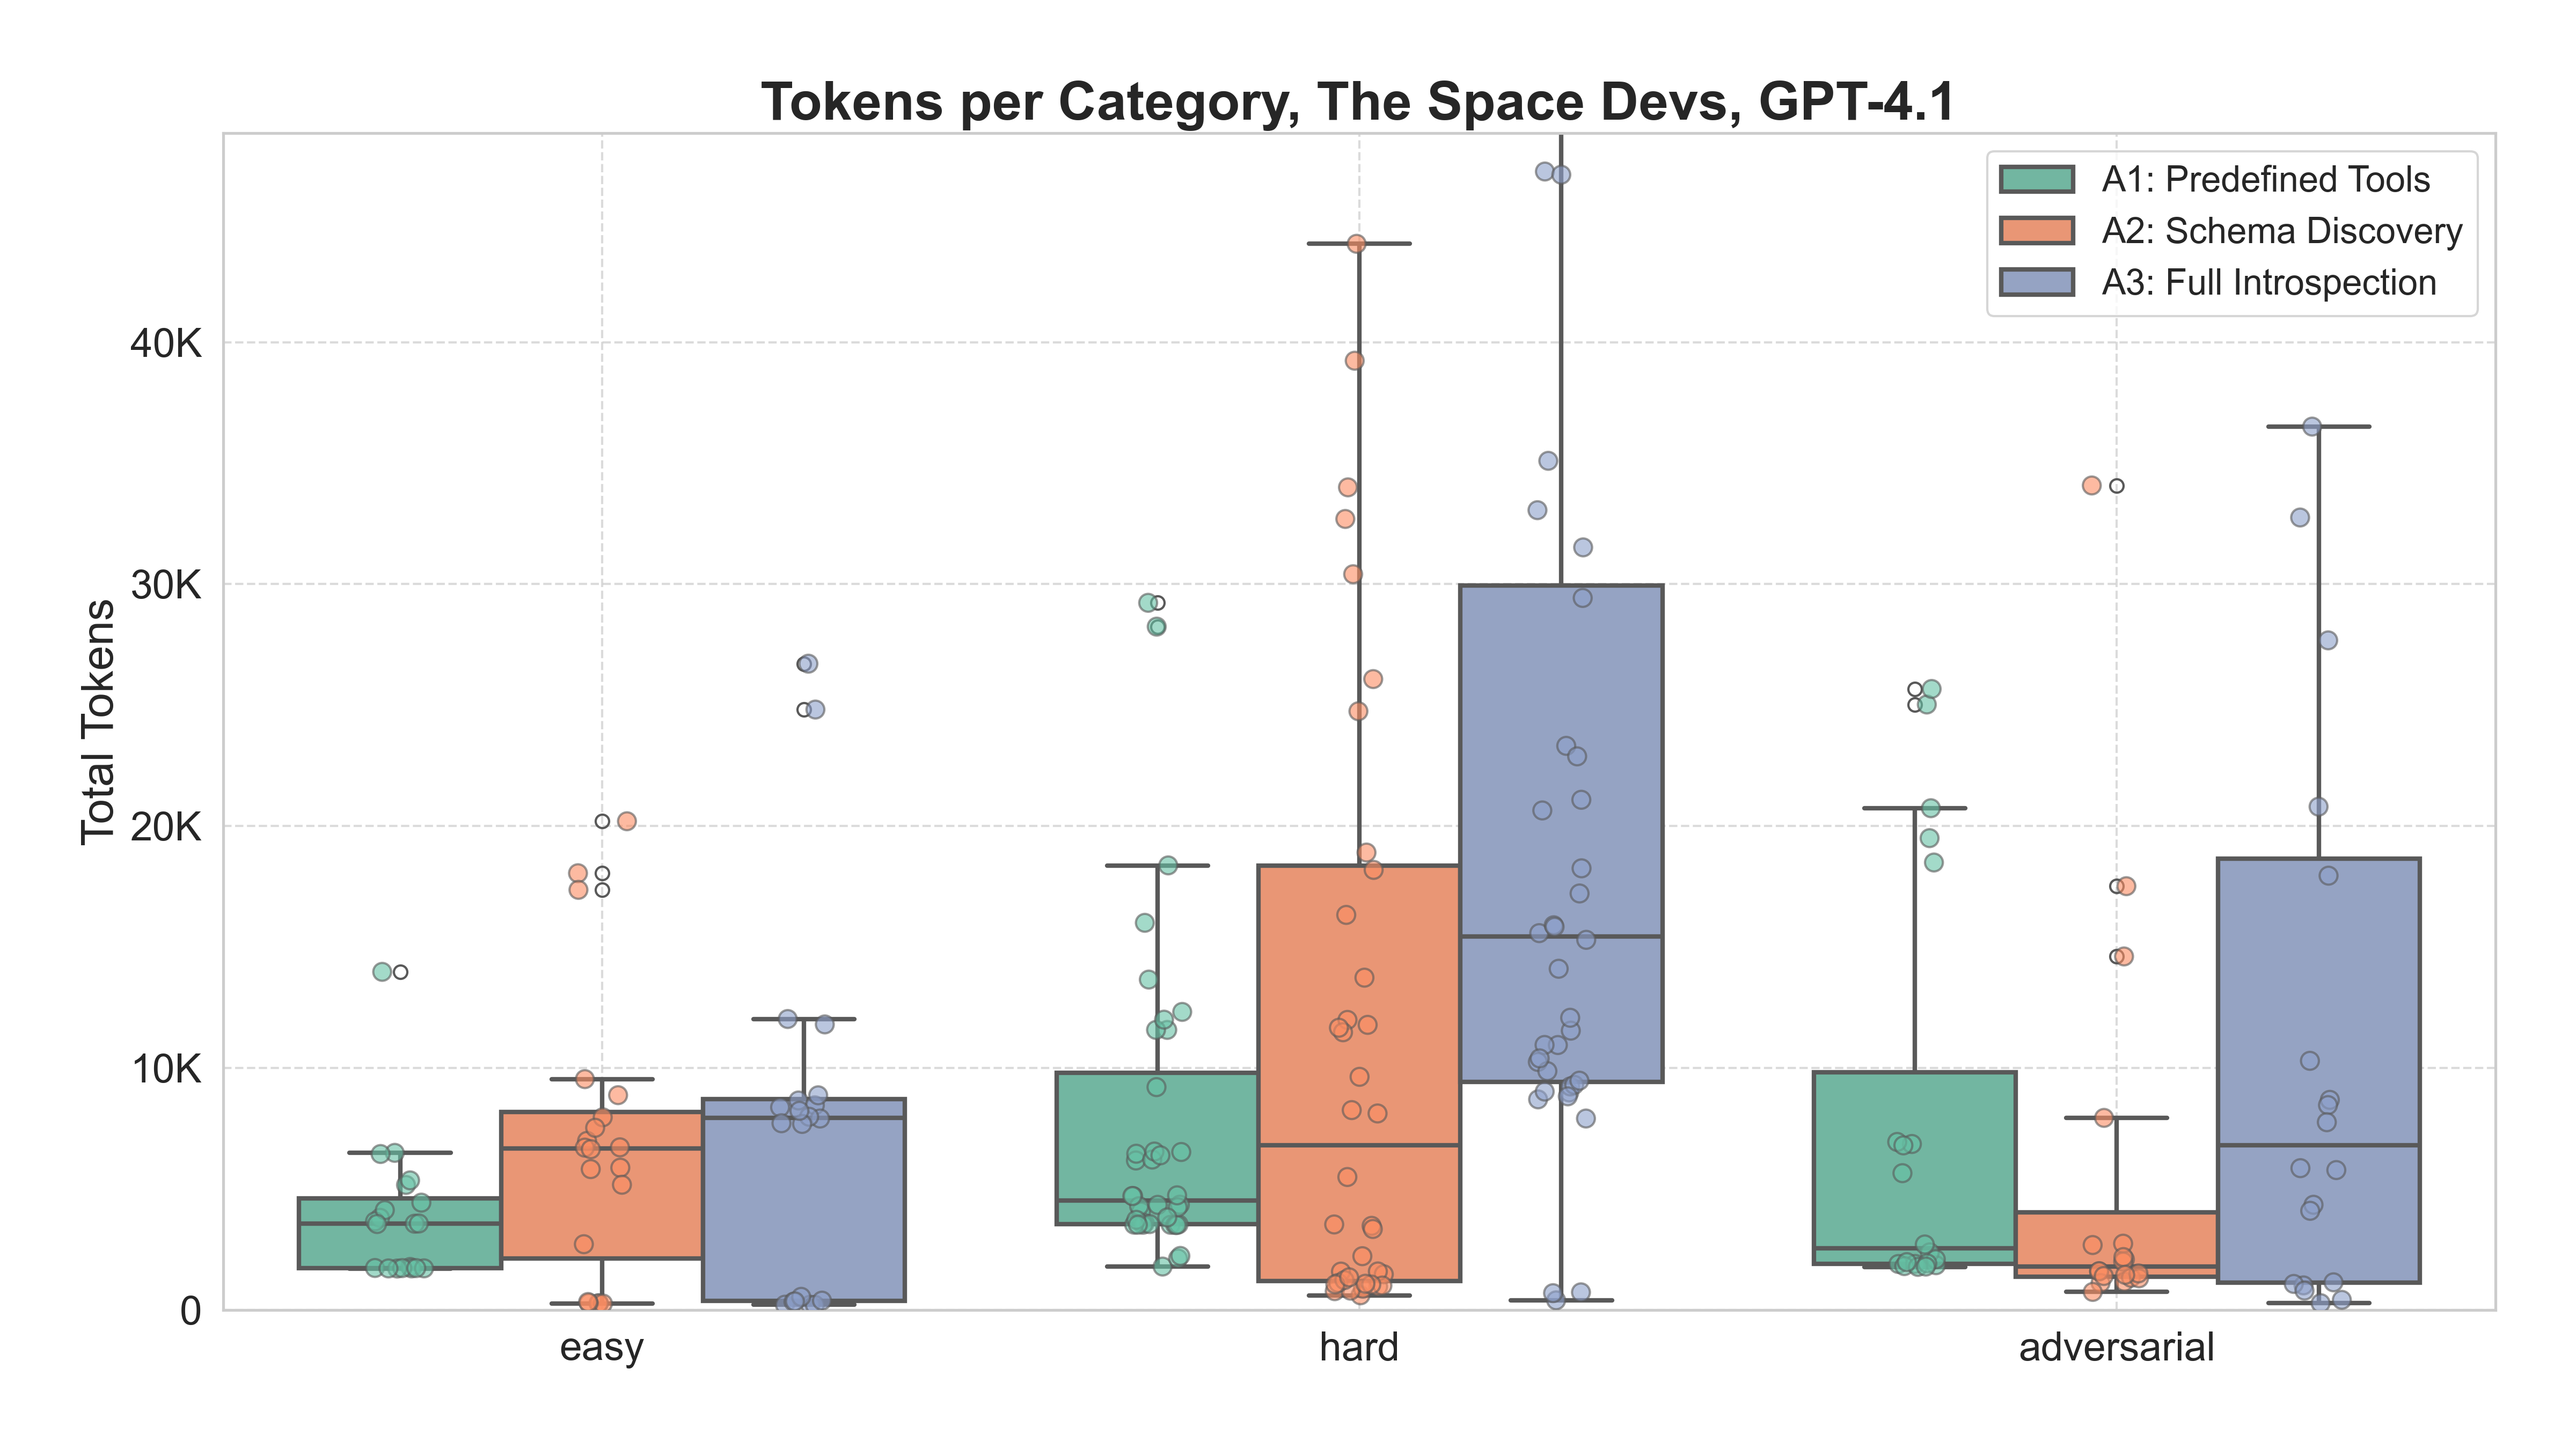 Tokens per Category, The Space Devs, GPT-4.1
A1: Predefined Tools
A2: Schema Discovery
A3: Full Introspection
Total Tokens
40K
30K
20K
10K
0
easy
hard
adversarial